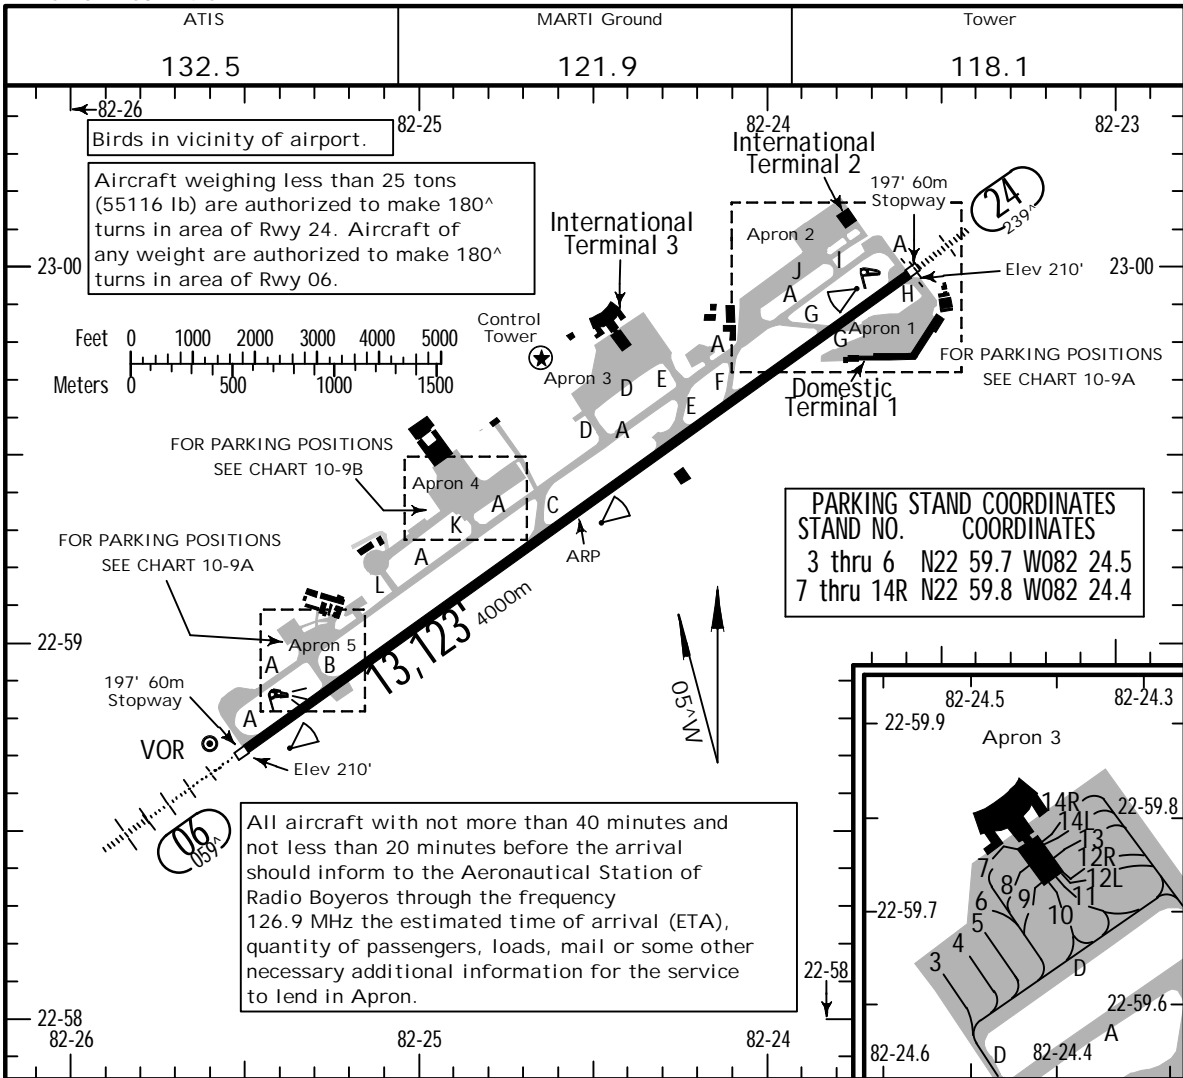 ATIS
MARTI Ground
Tower
132.5
121.9
118.1
82-26
82-25
82-24
82-23
Birds in vicinity of airport.
Aircraft weighing less than 25 tons
(55116 lb) are authorized to make 180^
turns in area of Rwy 24. Aircraft of
any weight are authorized to make 180^
turns in area of Rwy 06.
International
Terminal 2
197' 60m
Stopway
24
239^
International
Terminal 3
Apron 2
A
J
I
A
H
G
G
Apron 1
Elev 210'
23-00
23-00
Feet 0 1000 2000 3000 4000 5000
Meters 0 500 1000 1500
Control
Tower
Apron 3
A
D
E
F
E
D
A
FOR PARKING POSITIONS
SEE CHART 10-9A
Domestic
Terminal 1
FOR PARKING POSITIONS
SEE CHART 10-9B
Apron 4
A
K
C
A
L
ARP
PARKING STAND COORDINATES
STAND NO. COORDINATES
3 thru 6 N22 59.7 W082 24.5
7 thru 14R N22 59.8 W082 24.4
FOR PARKING POSITIONS
SEE CHART 10-9A
13,123' 4000m
22-59
Apron 5
A
B
A
197' 60m
Stopway
VOR
Elev 210'
06
059^
05^W
All aircraft with not more than 40 minutes and
not less than 20 minutes before the arrival
should inform to the Aeronautical Station of
Radio Boyeros through the frequency
126.9 MHz the estimated time of arrival (ETA),
quantity of passengers, loads, mail or some other
necessary additional information for the service
to lend in Apron.
22-58
22-58
82-26
82-25
82-24
82-24.5
82-24.3
22-59.9
Apron 3
22-59.8
14R
14L
13
12R
12L
11
10
9
8
7
6
5
4
3
22-59.7
D
22-59.6
A
82-24.6
D
82-24.4